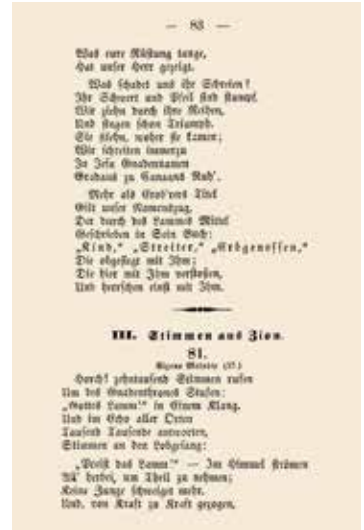 — 83 —
Was eure Rüstung tauge,
Hat unser Herr gezeigt.
Was schadet uns ihr Schreien!
Ihr Schwert und Pfeil sind stumpf.
Wir ziehn durch ihre Reihen,
Und singen schon Triumph.
Sie fliehn, woher sie kamen;
Wir schreiten immerzu
In Jesu Gnadennamen
Gradaus zu Canaans Ruh'.
Mehr als Erob'rers Titel
Gilt unser Namenszug,
Der durch des Lammes Mittel
Geschrieben in Sein Buch:
„Kind,“ „Streiter,“ „Erbgenossen,“
Die obgesiegt mit Ihm;
Die hier mit Ihm verstoßen,
Und herrschen einst mit Ihm.
III. Stimmen aus Zion.
81.
Eigene Melodie (37.)
Horch! zehntausend Stimmen rufen
Um des Gnadenthrones Stufen:
„Gottes Lamm!“ in Einem Klang.
Und im Echo aller Orten
Tausend Tausende antworten,
Stimmen an den Lobgesang:
„Preist das Lamm!“ — Im Himmel strömen
All' herbei, um Theil zu nehmen;
Keine Zunge schweiget mehr.
Und, von Kraft zu Kraft gezogen,